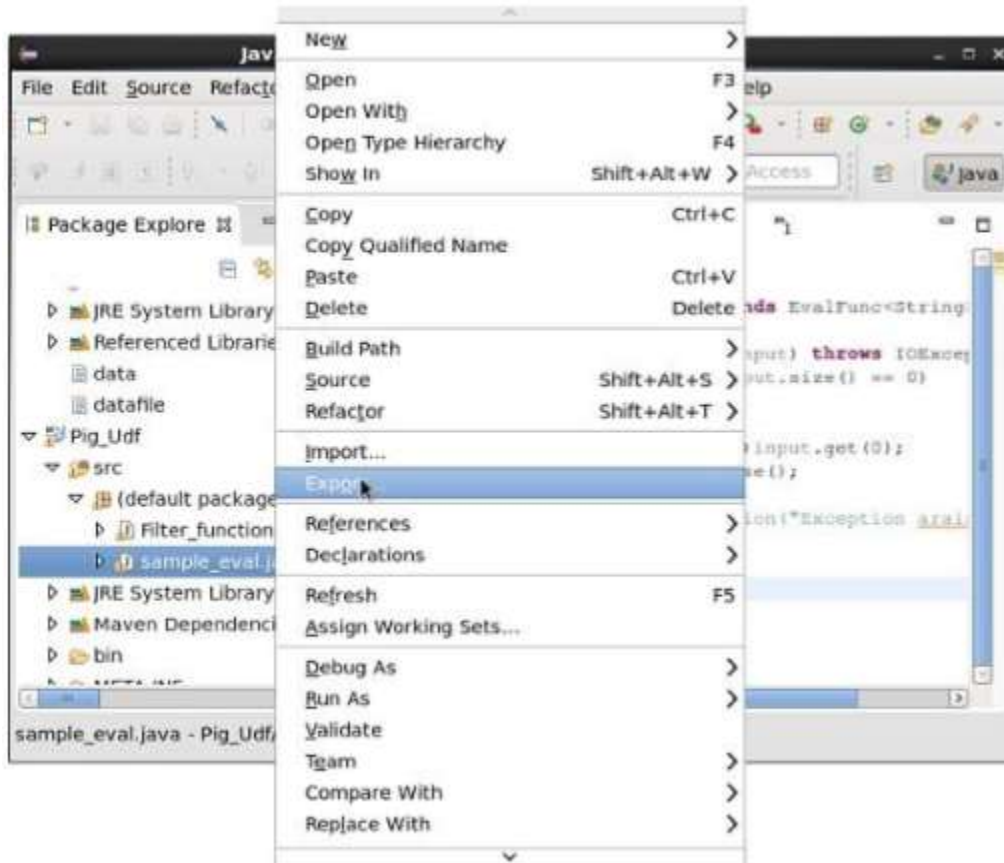 Jav
File Edit Source Refacto
elp
Access
Java
Package Explore
JRE System Library
Referenced Librarie
data
datafile
Pig_Udf
src
(default package
Filter_function
sample_eval.ja
JRE System Library
Maven Dependenci
bin
META-INF
sample_eval.java - Pig_Udf/
New
Open F3
Open With
Open Type Hierarchy F4
Show In Shift+Alt+W
Copy Ctrl+C
Copy Qualified Name
Paste Ctrl+V
Delete Delete
Build Path
Source Shift+Alt+S
Refactor Shift+Alt+T
Import...
Export...
References
Declarations
Refresh F5
Assign Working Sets...
Debug As
Run As
Validate
Team
Compare With
Replace With
nds EvalFunc<String
nput) throws IOExcep
put.size() == 0)
input.get(0);
se();
ion("Exception arai